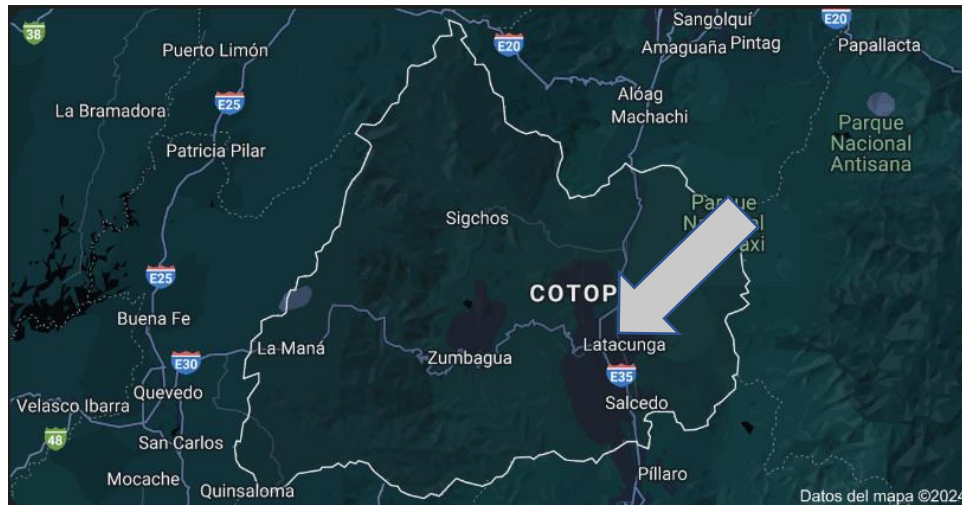 38
Puerto Limón
E20
Sangolquí
Amaguaña
Pintag
E20
Papallacta
La Bramadora
E25
Alóag
Machachi
Parque
Nacional
Antisana
Patricia Pilar
Sigchos
Parque
E25
COTOP
Buena Fe
La Maná
Zumbagua
Latacunga
E30
E35
Quevedo
Salcedo
Velasco Ibarra
48
San Carlos
Mocache
Quinsaloma
Píllaro
Datos del mapa ©2024